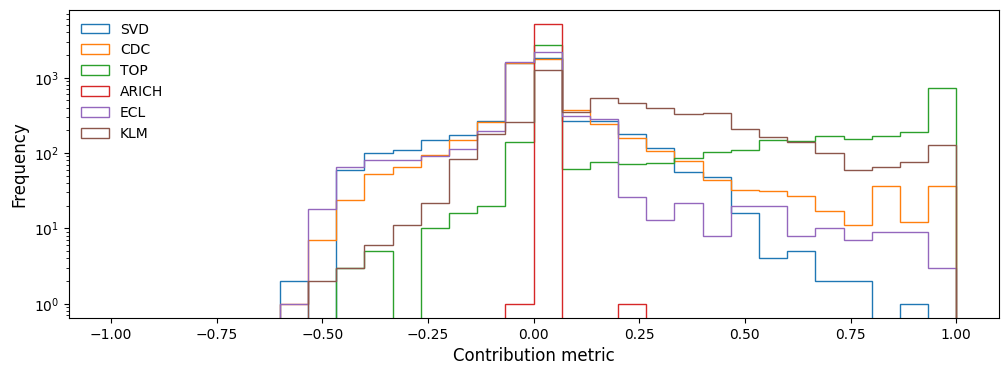 SVD
CDC
TOP
ARICH
ECL
KLM
Frequency
10³
10²
10¹
10⁰
−1.00 −0.75 −0.50 −0.25 0.00 0.25 0.50 0.75 1.00
Contribution metric